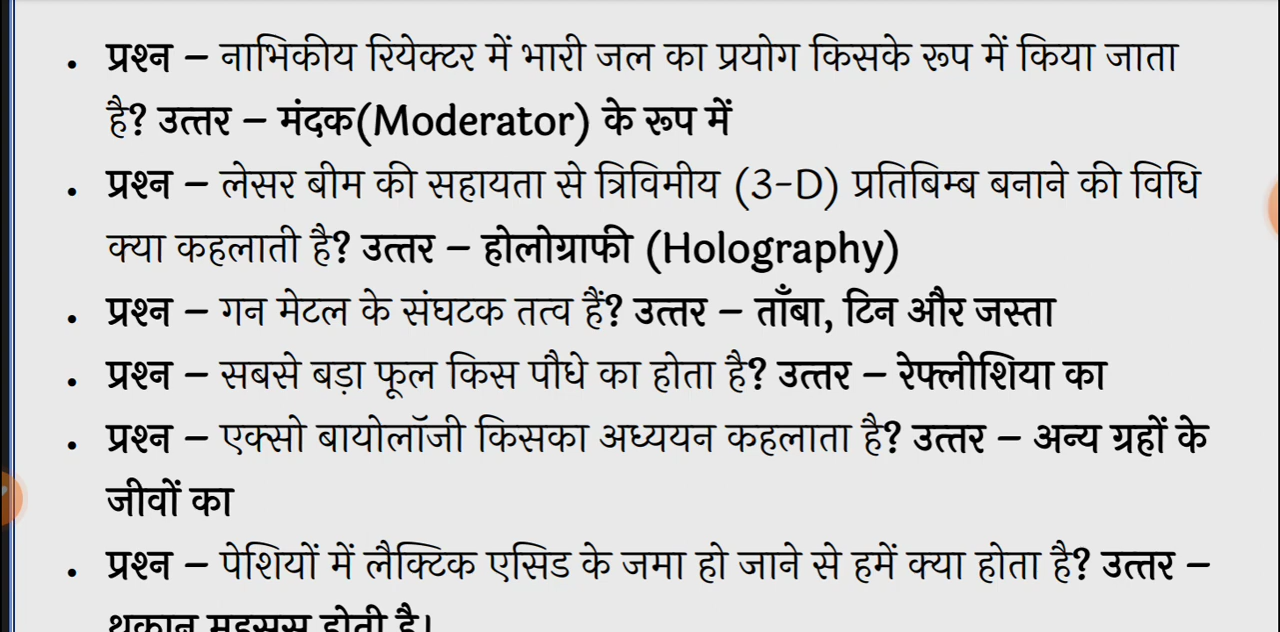 • प्रश्न – नाभिकीय रियेक्टर में भारी जल का प्रयोग किसके रूप में किया जाता
है? उत्तर – मंदक(Moderator) के रूप में
• प्रश्न – लेसर बीम की सहायता से त्रिविमीय (3-D) प्रतिबिम्ब बनाने की विधि
क्या कहलाती है? उत्तर – होलोग्राफी (Holography)
• प्रश्न – गन मेटल के संघटक तत्व हैं? उत्तर – ताँबा, टिन और जस्ता
• प्रश्न – सबसे बड़ा फूल किस पौधे का होता है? उत्तर – रेफ्लीशिया का
• प्रश्न – एक्सो बायोलॉजी किसका अध्ययन कहलाता है? उत्तर – अन्य ग्रहों के
जीवों का
• प्रश्न – पेशियों में लैक्टिक एसिड के जमा हो जाने से हमें क्या होता है? उत्तर –
थकान महसूस होती है।